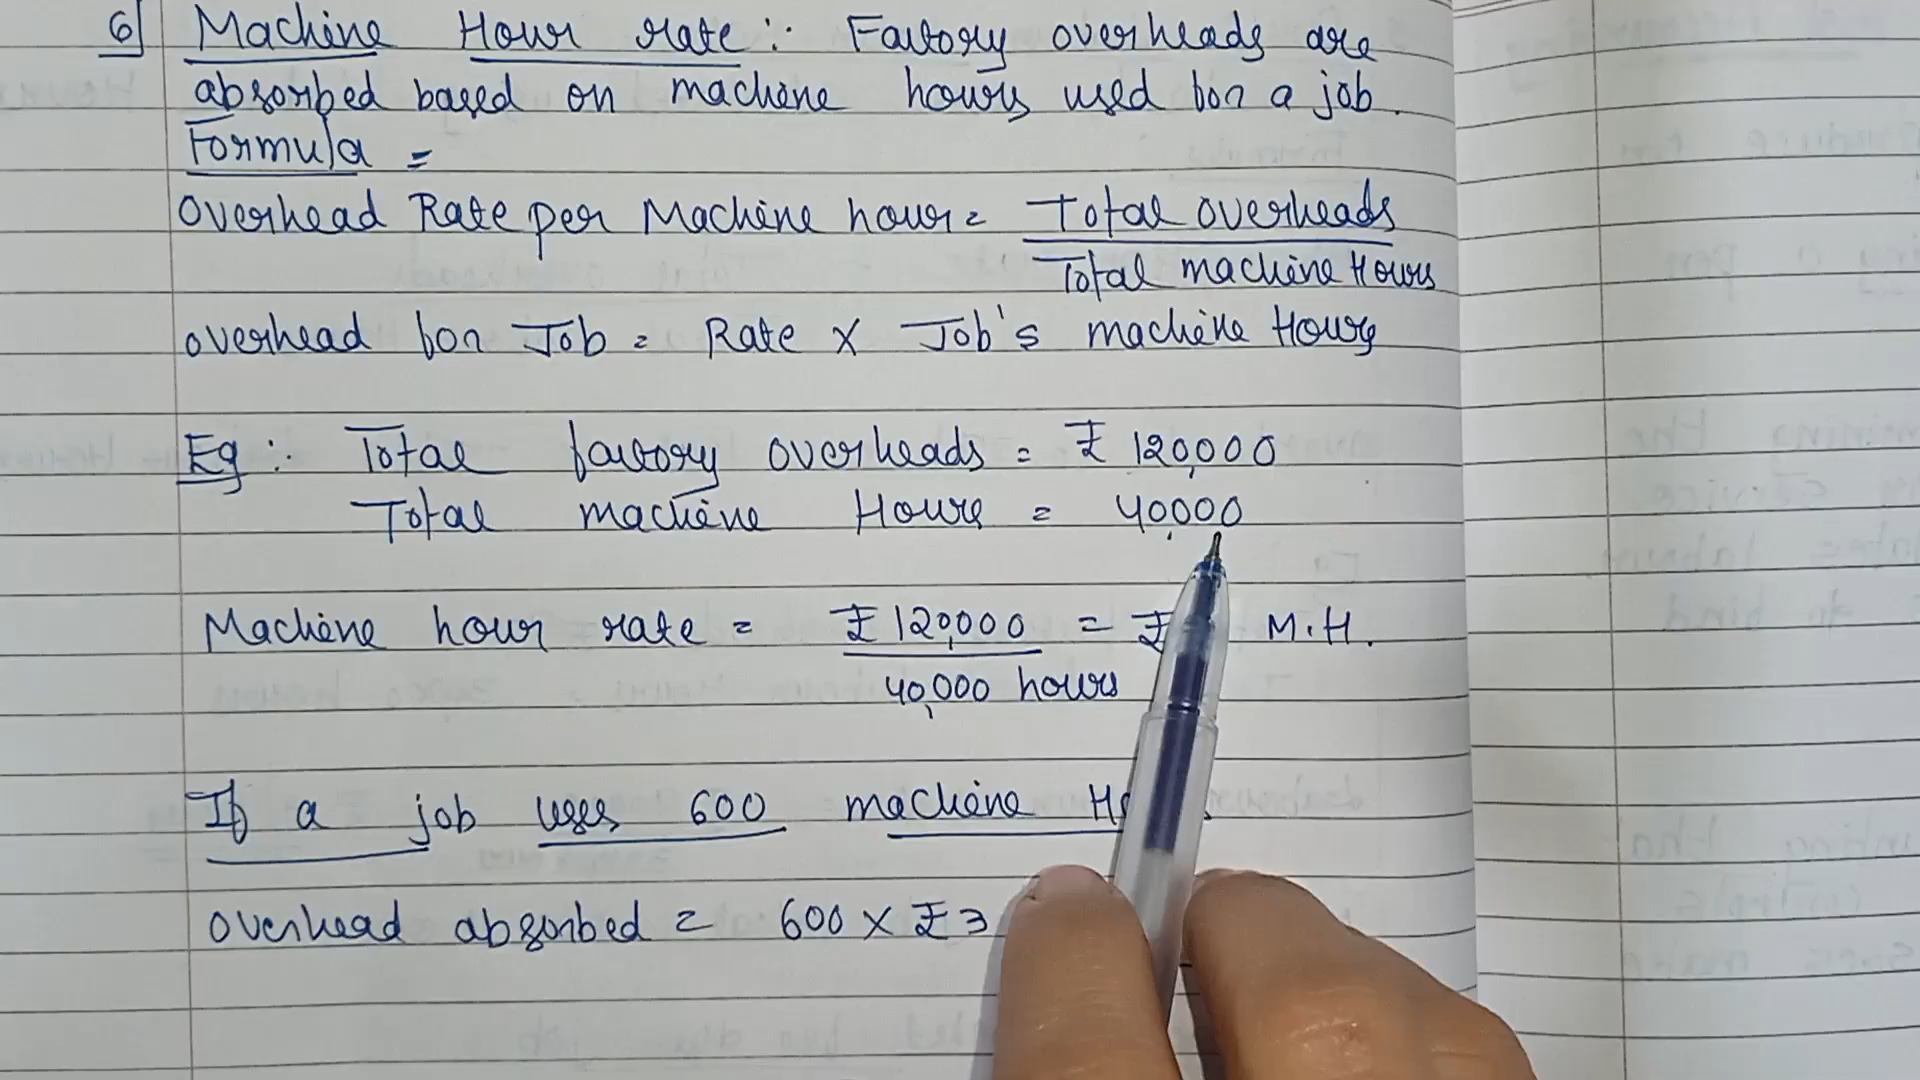 6] Machine Hour rate :- Factory overheads are
absorbed based on machine hours used for a job.
Formula =
Overhead Rate per Machine hour = Total overheads
Total machine Hours
overhead for Job = Rate X Job's machine Hours
Eg :- Total factory overheads = ₹ 120,000
Total machine Hours = 40,000
Machine hour rate = ₹ 120,000 = ₹ M.H.
40,000 hours
If a job uses 600 machine
overhead absorbed = 600 X ₹ 3